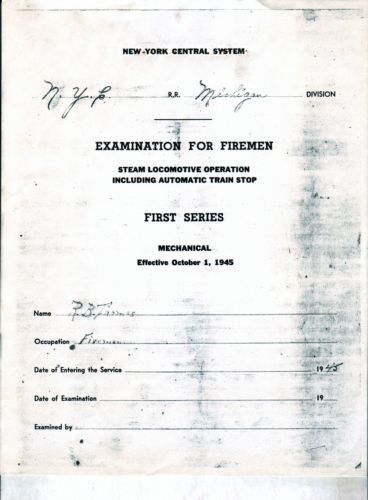 NEW YORK CENTRAL SYSTEM
N. Y. C. R.R. Michigan DIVISION
EXAMINATION FOR FIREMEN
STEAM LOCOMOTIVE OPERATION
INCLUDING AUTOMATIC TRAIN STOP
FIRST SERIES
MECHANICAL
Effective October 1, 1945
Name R. B.
Occupation Fireman
Date of Entering the Service 1945
Date of Examination 19
Examined by